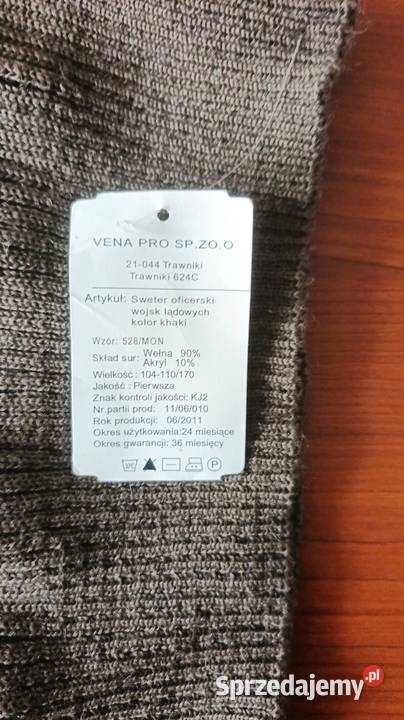 VENA PRO SP.ZO.O
21-044 Trawniki
Trawniki 624C
Artykuł: Sweter oficerski
wojsk lądowych
kolor khaki
Wzór: 528/MON
Skład sur: Wełna 90%
Akryl 10%
Wielkość : 104-110/170
Jakość : Pierwsza
Znak kontroli jakości: KJ2
Nr.partii prod: 11/06/010
Rok produkcji: 06/2011
Okres użytkowania:24 miesiące
Okres gwarancji: 36 miesięcy
P
Sprzedajemy.pl